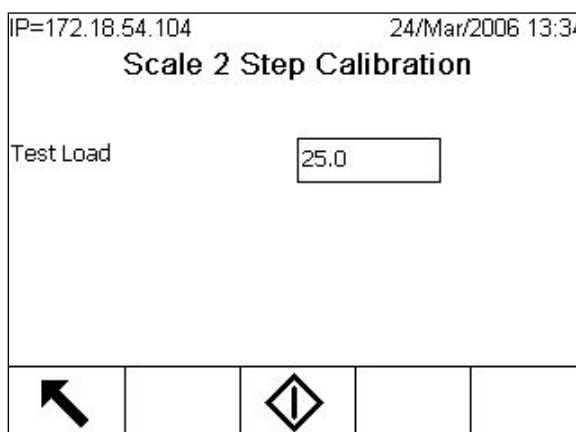 IP=172.18.54.104 24/Mar/2006 13:34
Scale 2 Step Calibration
Test Load 25.0